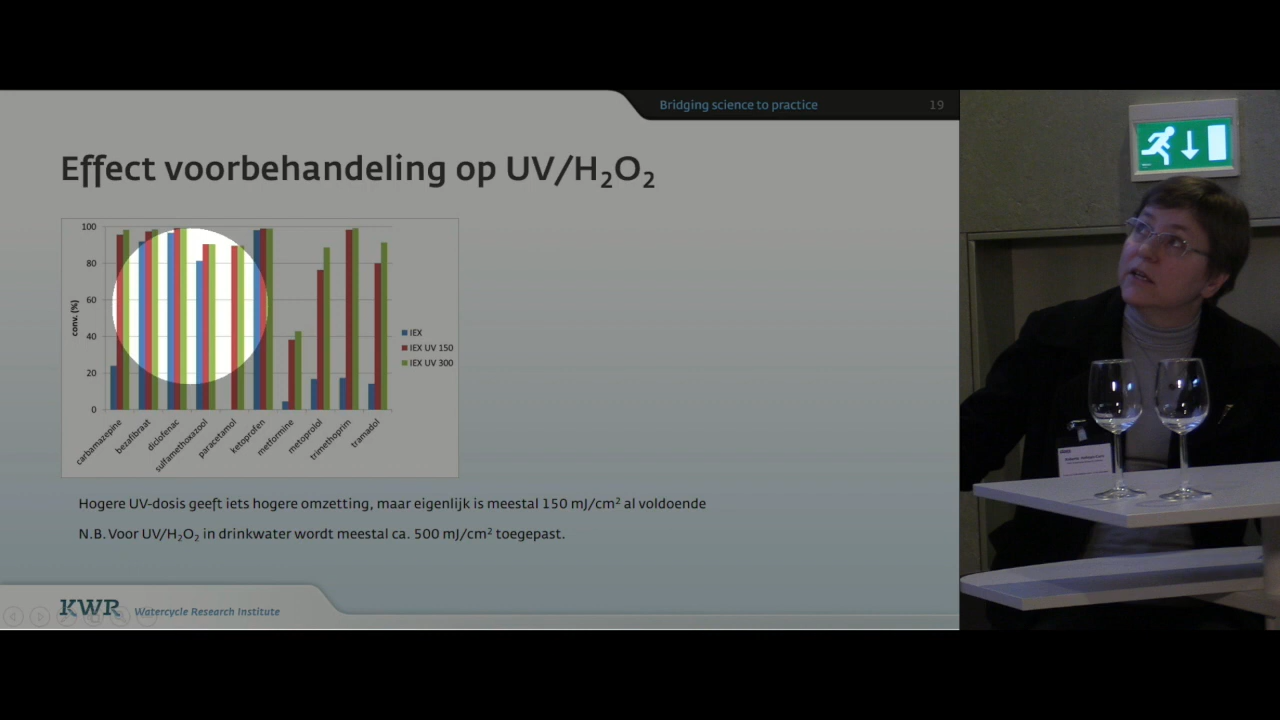 Bridging science to practice 19
Effect voorbehandeling op UV/H₂O₂
100
80
60
40
20
0
conv. (%)
IEX
IEX UV 150
IEX UV 300
carbamazepine
bezafibraat
diclofenac
sulfamethoxazool
paracetamol
ketoprofen
metformine
metoprolol
trimethoprim
tramadol
Hogere UV-dosis geeft iets hogere omzetting, maar eigenlijk is meestal 150 mJ/cm² al voldoende
N.B. Voor UV/H₂O₂ in drinkwater wordt meestal ca. 500 mJ/cm² toegepast.
KWR Watercycle Research Institute